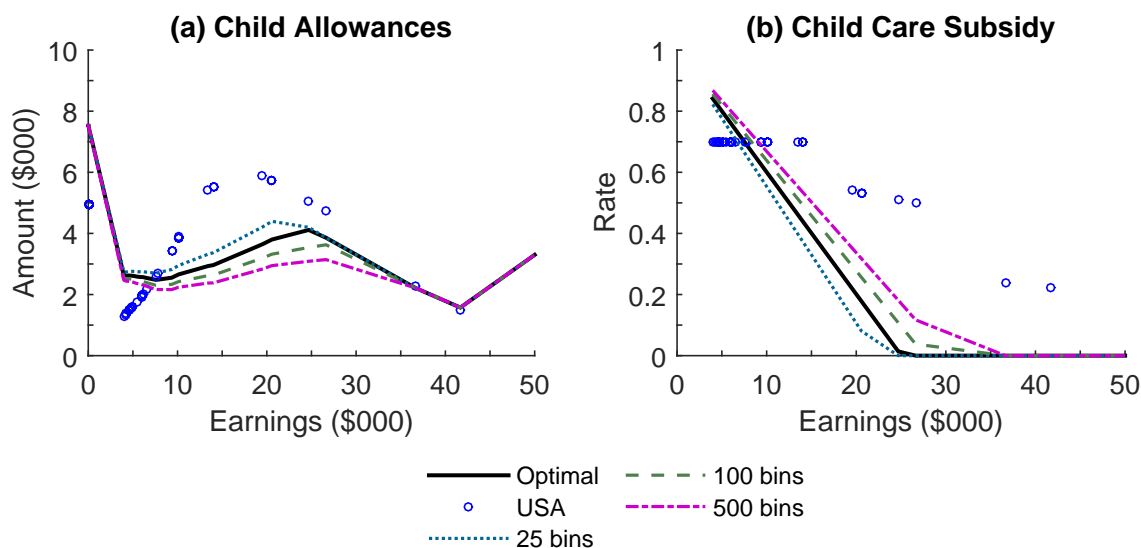 (a) Child Allowances
10
8
6
4
2
0
Amount ($000)
0 10 20 30 40 50
Earnings ($000)
(b) Child Care Subsidy
1
0.8
0.6
0.4
0.2
0
Rate
0 10 20 30 40 50
Earnings ($000)
Optimal
USA
25 bins
100 bins
500 bins